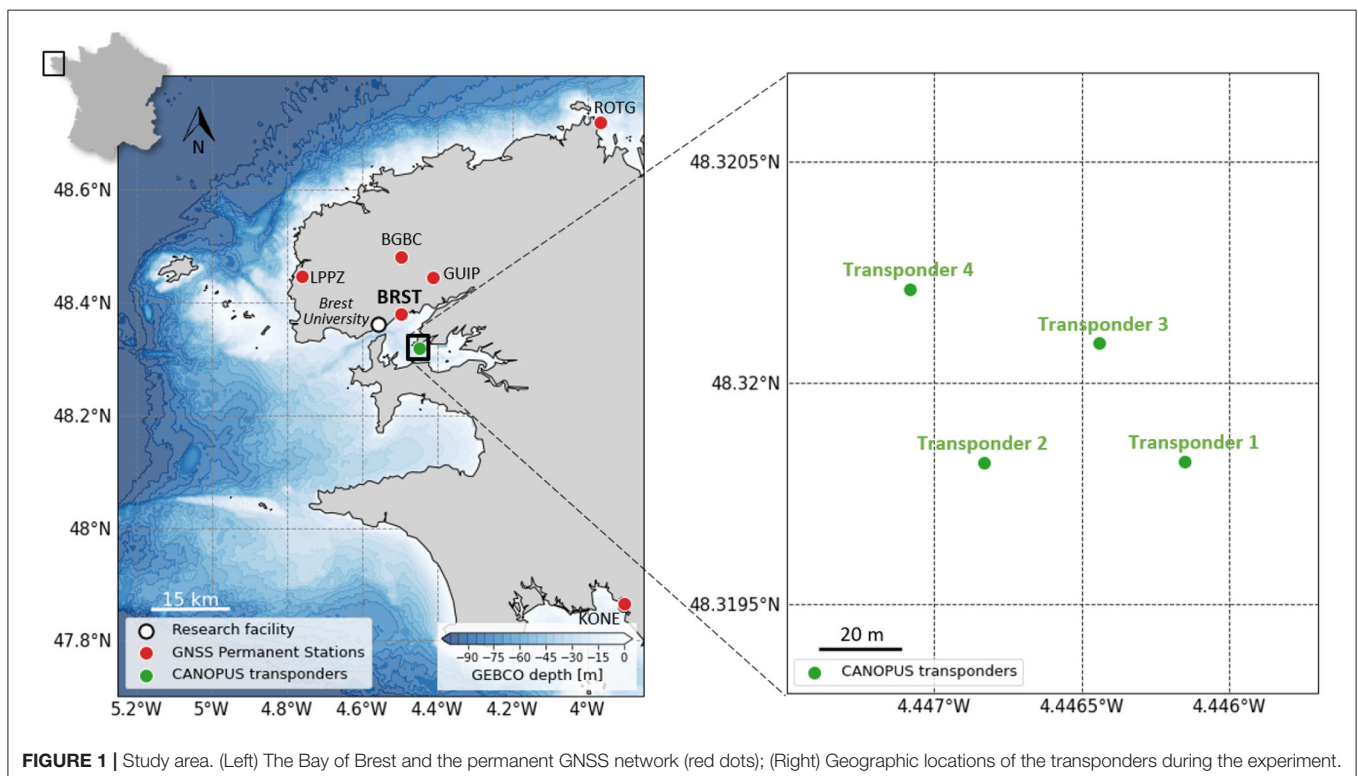 N
ROTG
48.6°N
BGBC
LPPZ
GUIP
48.4°N
BRST
Brest
University
48.2°N
48°N
15 km
KONE
Research facility
GNSS Permanent Stations
CANOPUS transponders
−90 −75 −60 −45 −30 −15 0
GEBCO depth [m]
47.8°N
5.2°W 5°W 4.8°W 4.6°W 4.4°W 4.2°W 4°W
48.3205°N
Transponder 4
Transponder 3
48.32°N
Transponder 2
Transponder 1
48.3195°N
20 m
CANOPUS transponders
4.447°W 4.4465°W 4.446°W
FIGURE 1 | Study area. (Left) The Bay of Brest and the permanent GNSS network (red dots); (Right) Geographic locations of the transponders during the experiment.